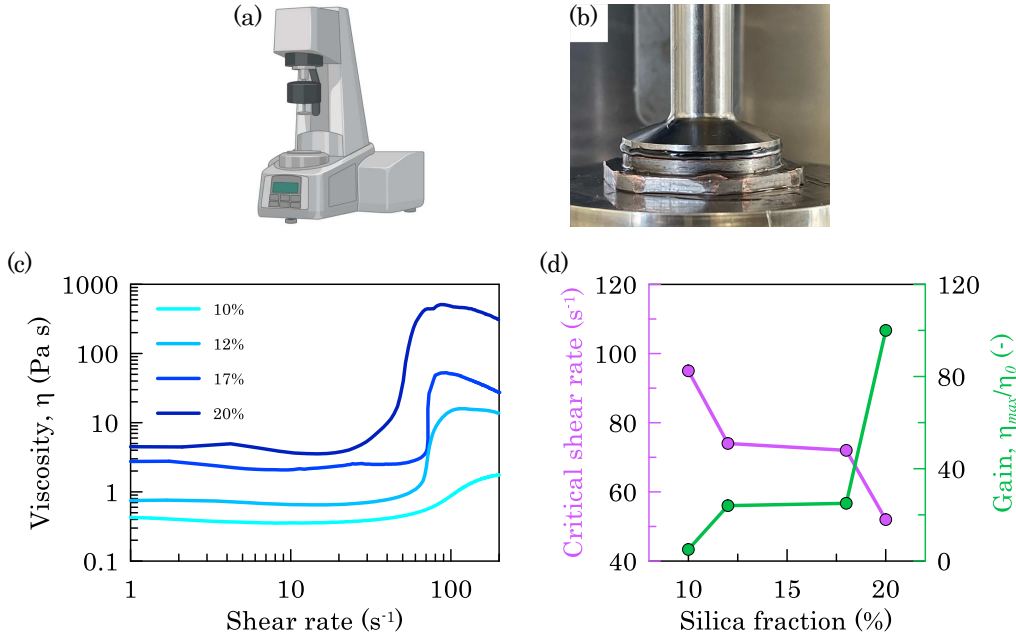 (a)
(b)
(c)
1000
100
10
1
0.1
Viscosity, η (Pa s)
10%
12%
17%
20%
1
10
100
Shear rate (s⁻¹)
(d)
120
100
80
60
40
Critical shear rate (s⁻¹)
120
80
40
0
Gain, ηmax/η0 (-)
10
15
20
Silica fraction (%)